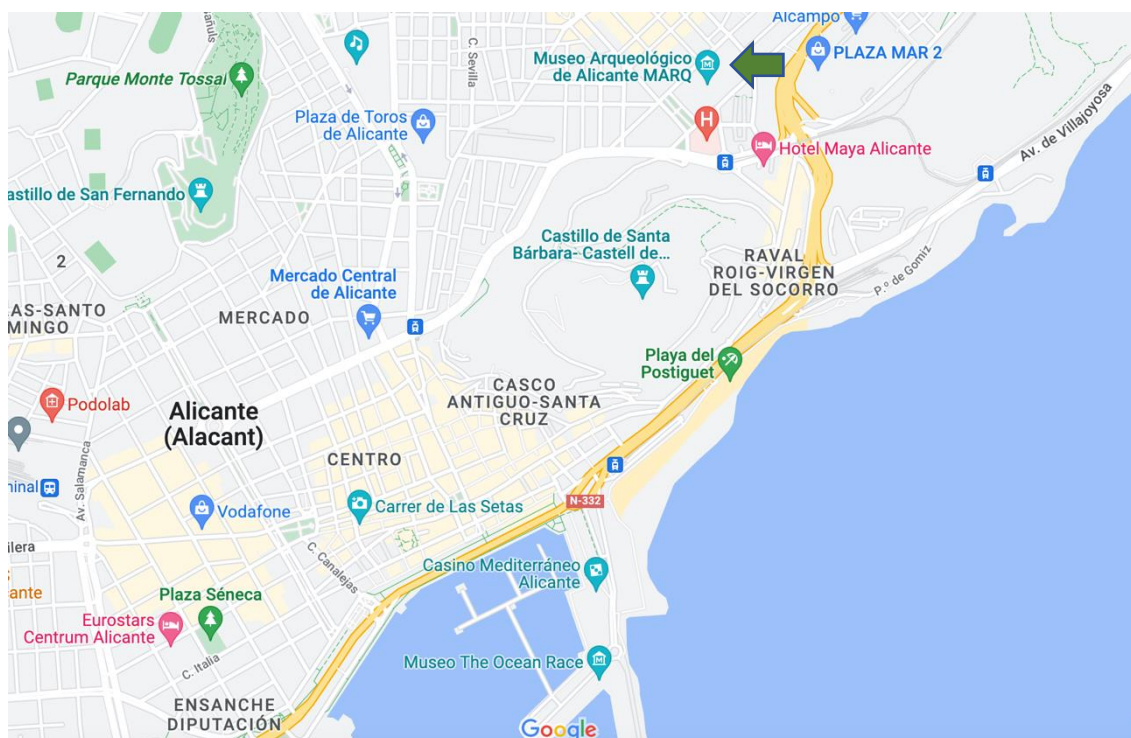 Alcampo
Mañuls
C. Sevilla
Museo Arqueológico
de Alicante MARQ
PLAZA MAR 2
Parque Monte Tossal
Plaza de Toros
de Alicante
H
Hotel Maya Alicante
Av. de Villajoyosa
astillo de San Fernando
Castillo de Santa
Bárbara- Castell de...
2
RAVAL
ROIG-VIRGEN
DEL SOCORRO
P.º de Gomiz
Mercado Central
de Alicante
EAS-SANTO
MINGO
MERCADO
Playa del
Postiguet
CASCO
ANTIGUO-SANTA
CRUZ
Podolab
Alicante
(Alacant)
CENTRO
Av. Salamanca
minal
Vodafone
Carrer de Las Setas
N-332
ilera
C. Canalejas
Casino Mediterráneo
Alicante
ante
Plaza Séneca
Eurostars
Centrum Alicante
C. Italia
Museo The Ocean Race
ENSANCHE
DIPUTACIÓN
Google